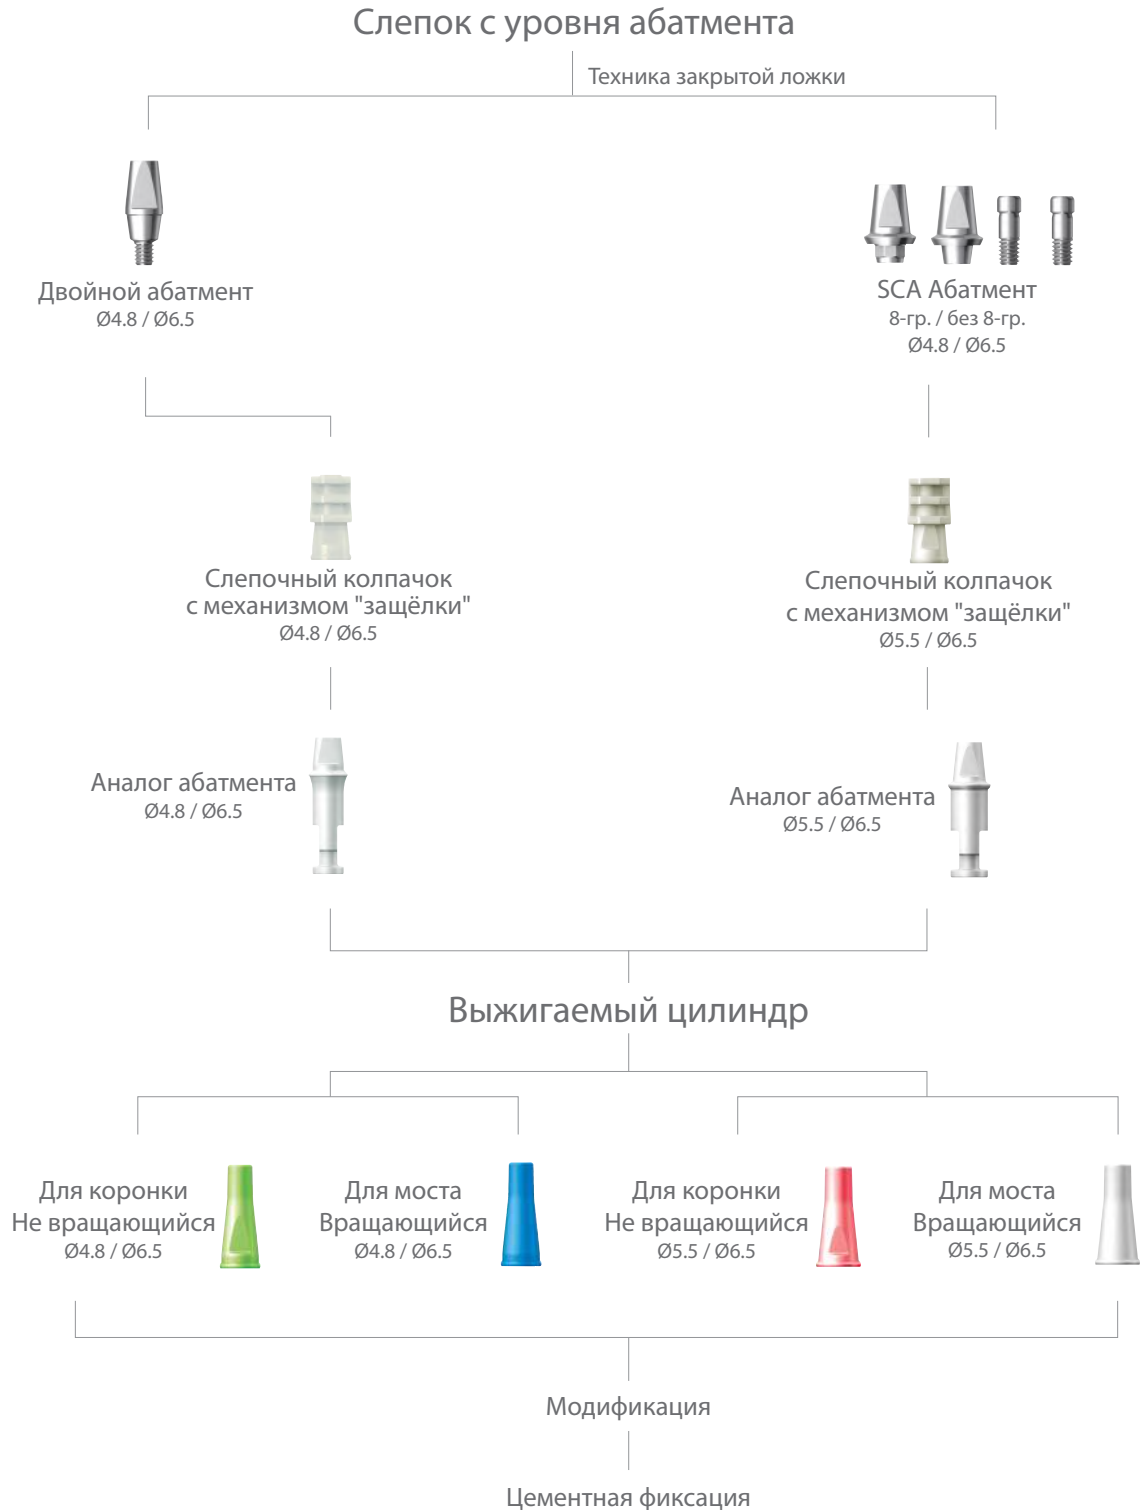 Слепок с уровня абатмента
Техника закрытой ложки
Двойной абатмент
Ø4.8 / Ø6.5
SCA Абатмент
8-гр. / без 8-гр.
Ø4.8 / Ø6.5
Слепочный колпачок
с механизмом "защёлки"
Ø4.8 / Ø6.5
Слепочный колпачок
с механизмом "защёлки"
Ø5.5 / Ø6.5
Аналог абатмента
Ø4.8 / Ø6.5
Аналог абатмента
Ø5.5 / Ø6.5
Выжигаемый цилиндр
Для коронки
Не вращающийся
Ø4.8 / Ø6.5
Для моста
Вращающийся
Ø4.8 / Ø6.5
Для коронки
Не вращающийся
Ø5.5 / Ø6.5
Для моста
Вращающийся
Ø5.5 / Ø6.5
Модификация
Цементная фиксация